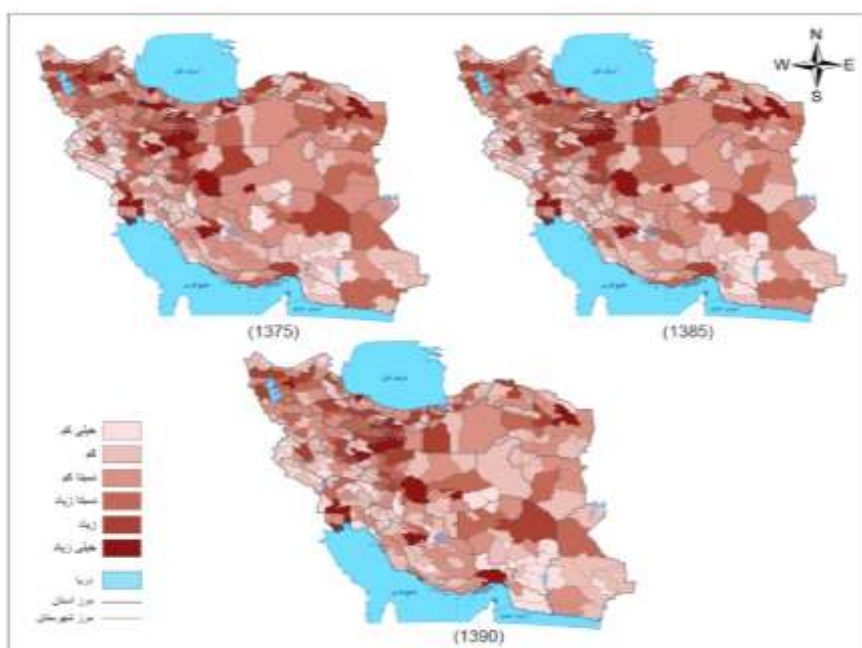 N
W E
S
(1375)
(1385)
خیلی کم
کم
نسبتا کم
نسبتا زیاد
زیاد
خیلی زیاد
دریا
مرز استان
مرز شهرستان
(1390)